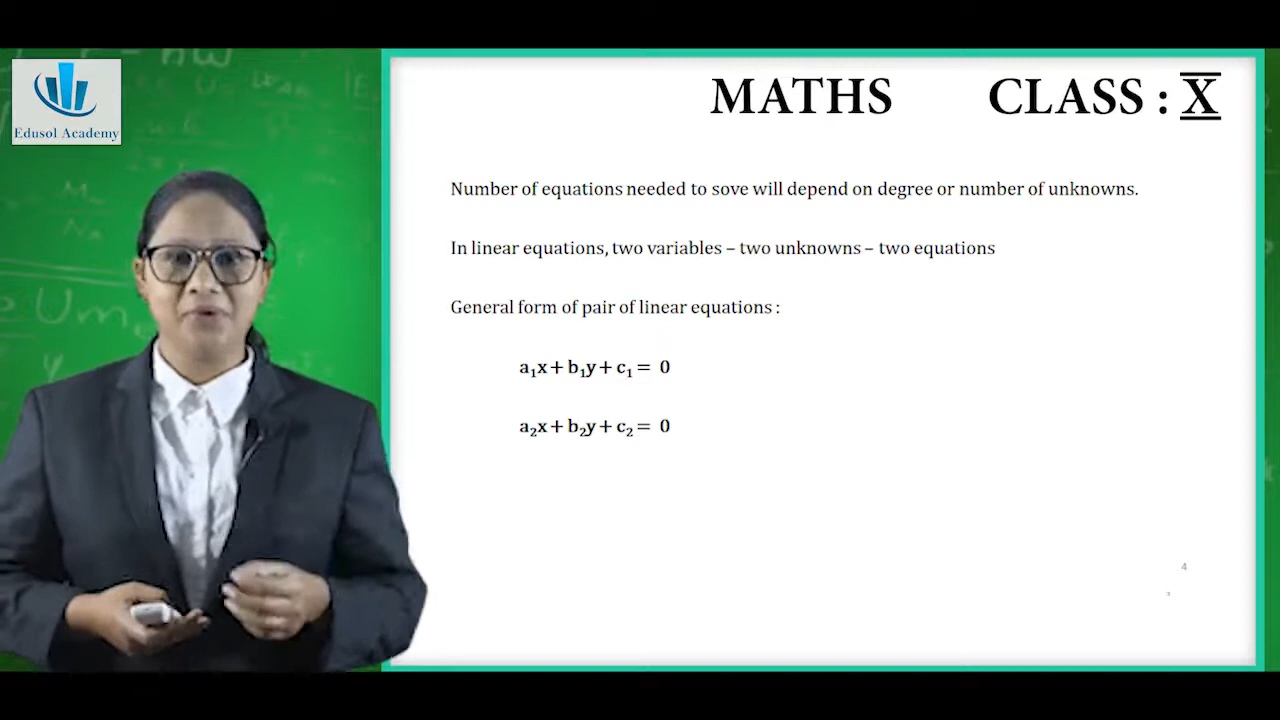 Edusol Academy
MATHS CLASS : X
Number of equations needed to sove will depend on degree or number of unknowns.
In linear equations, two variables – two unknowns – two equations
General form of pair of linear equations :
a₁x + b₁y + c₁ = 0
a₂x + b₂y + c₂ = 0
4